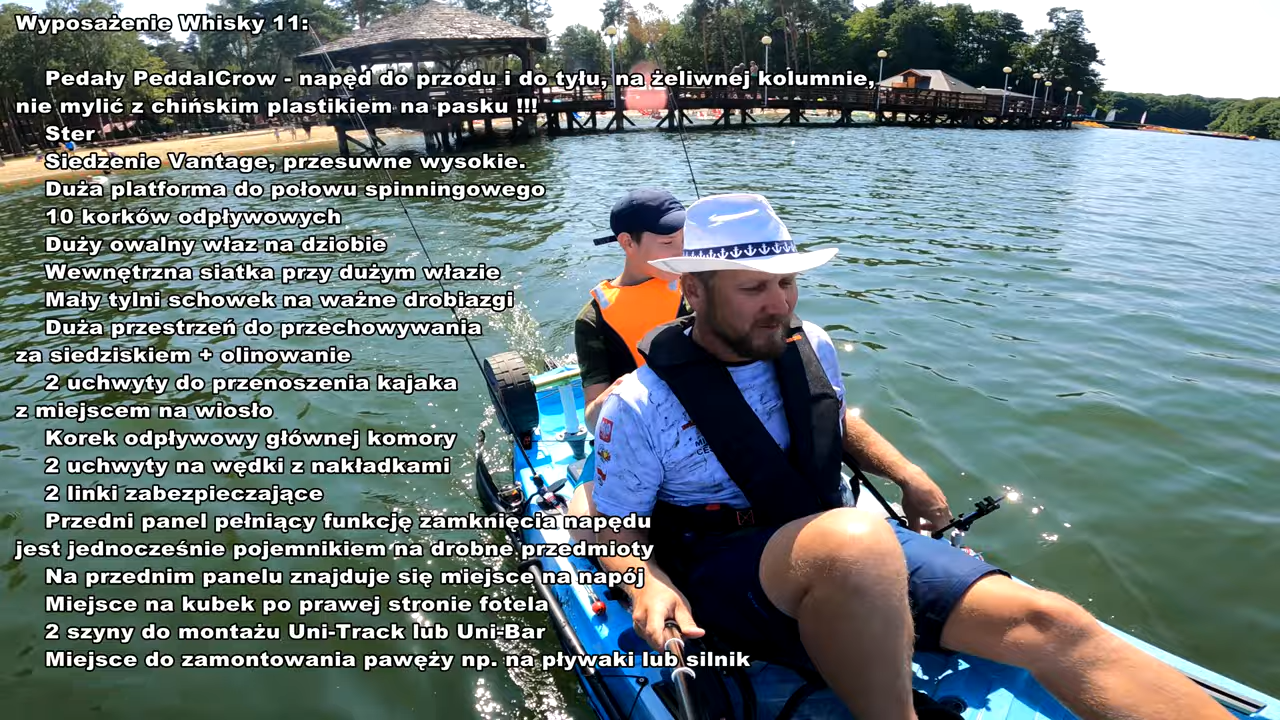 Wyposażenie Whisky 11:
Pedały PeddalCrow - napęd do przodu i do tyłu, na żeliwnej kolumnie,
nie mylić z chińskim plastikiem na pasku !!!
Ster
Siedzenie Vantage, przesuwne wysokie.
Duża platforma do połowu spinningowego
10 korków odpływowych
Duży owalny właz na dziobie
Wewnętrzna siatka przy dużym włazie
Mały tylni schowek na ważne drobiazgi
Duża przestrzeń do przechowywania
za siedziskiem + olinowanie
2 uchwyty do przenoszenia kajaka
z miejscem na wiosło
Korek odpływowy głównej komory
2 uchwyty na wędki z nakładkami
2 linki zabezpieczające
Przedni panel pełniący funkcję zamknięcia napędu
jest jednocześnie pojemnikiem na drobne przedmioty
Na przednim panelu znajduje się miejsce na napój
Miejsce na kubek po prawej stronie fotela
2 szyny do montażu Uni-Track lub Uni-Bar
Miejsce do zamontowania pawęży np. na pływaki lub silnik